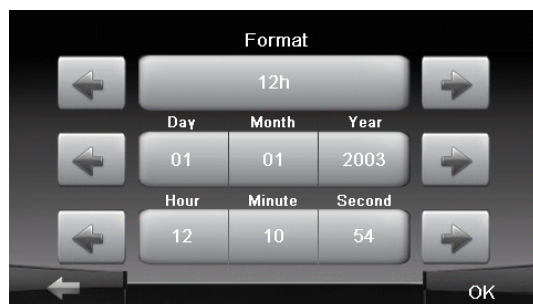 Format
12h
Day Month Year
01 01 2003
Hour Minute Second
12 10 54
OK